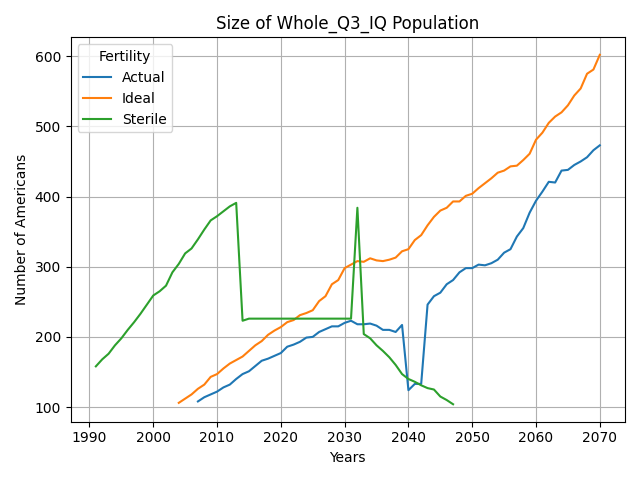 Size of Whole_Q3_IQ Population
Fertility
Actual
Ideal
Sterile
Number of Americans
600
500
400
300
200
100
1990 2000 2010 2020 2030 2040 2050 2060 2070
Years